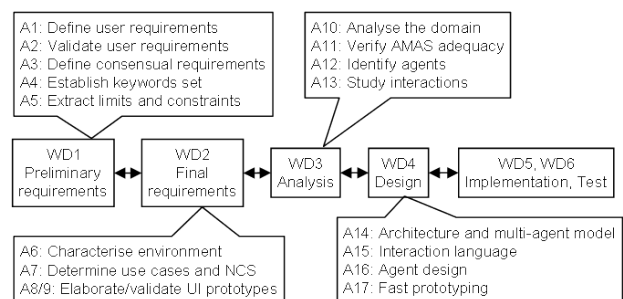 A1: Define user requirements
A2: Validate user requirements
A3: Define consensual requirements
A4: Establish keywords set
A5: Extract limits and constraints
A10: Analyse the domain
A11: Verify AMAS adequacy
A12: Identify agents
A13: Study interactions
WD1
Preliminary
requirements
WD2
Final
requirements
WD3
Analysis
WD4
Design
WD5, WD6
Implementation, Test
A6: Characterise environment
A7: Determine use cases and NCS
A8/9: Elaborate/validate UI prototypes
A14: Architecture and multi-agent model
A15: Interaction language
A16: Agent design
A17: Fast prototyping